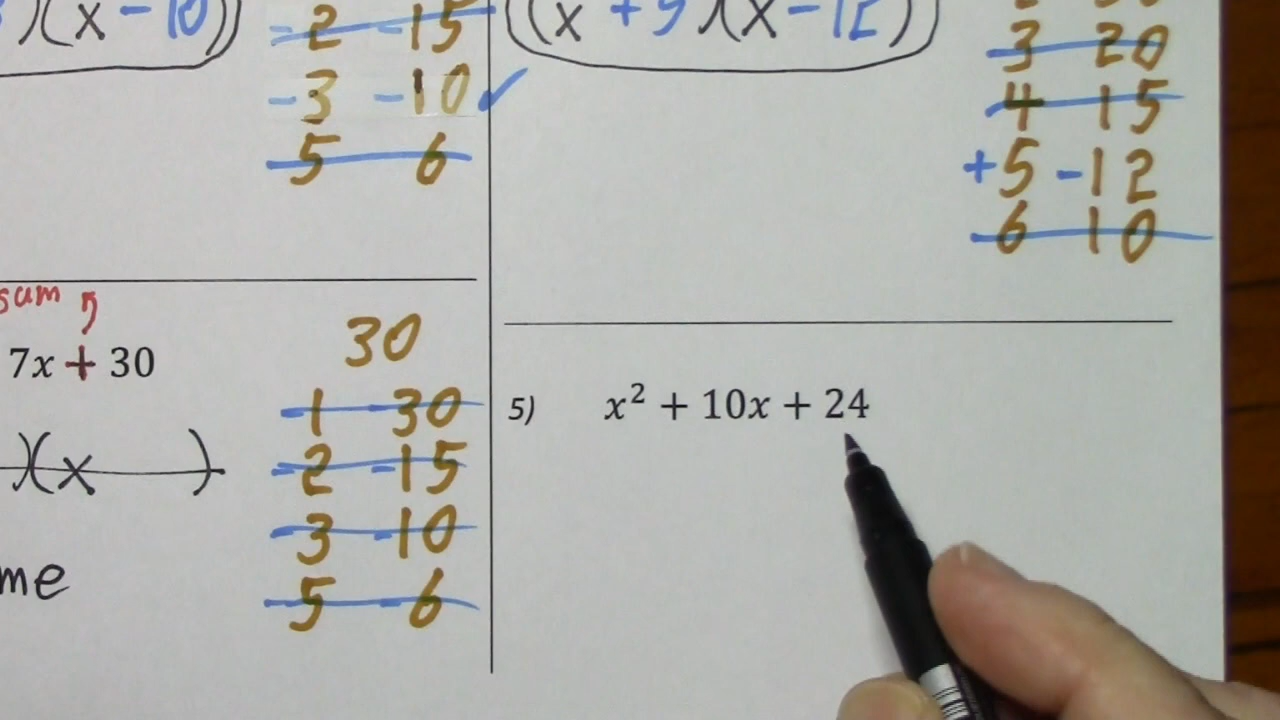 )(x -10)
-2 -15
-3 -10 ✓
5 6
(x +5)(x -12)
3 20
4 15
+5 -12
6 10
sum
7x + 30
)(x )
me
30
-1 -30
-2 -15
-3 -10
5 -6
5) x² + 10x + 24